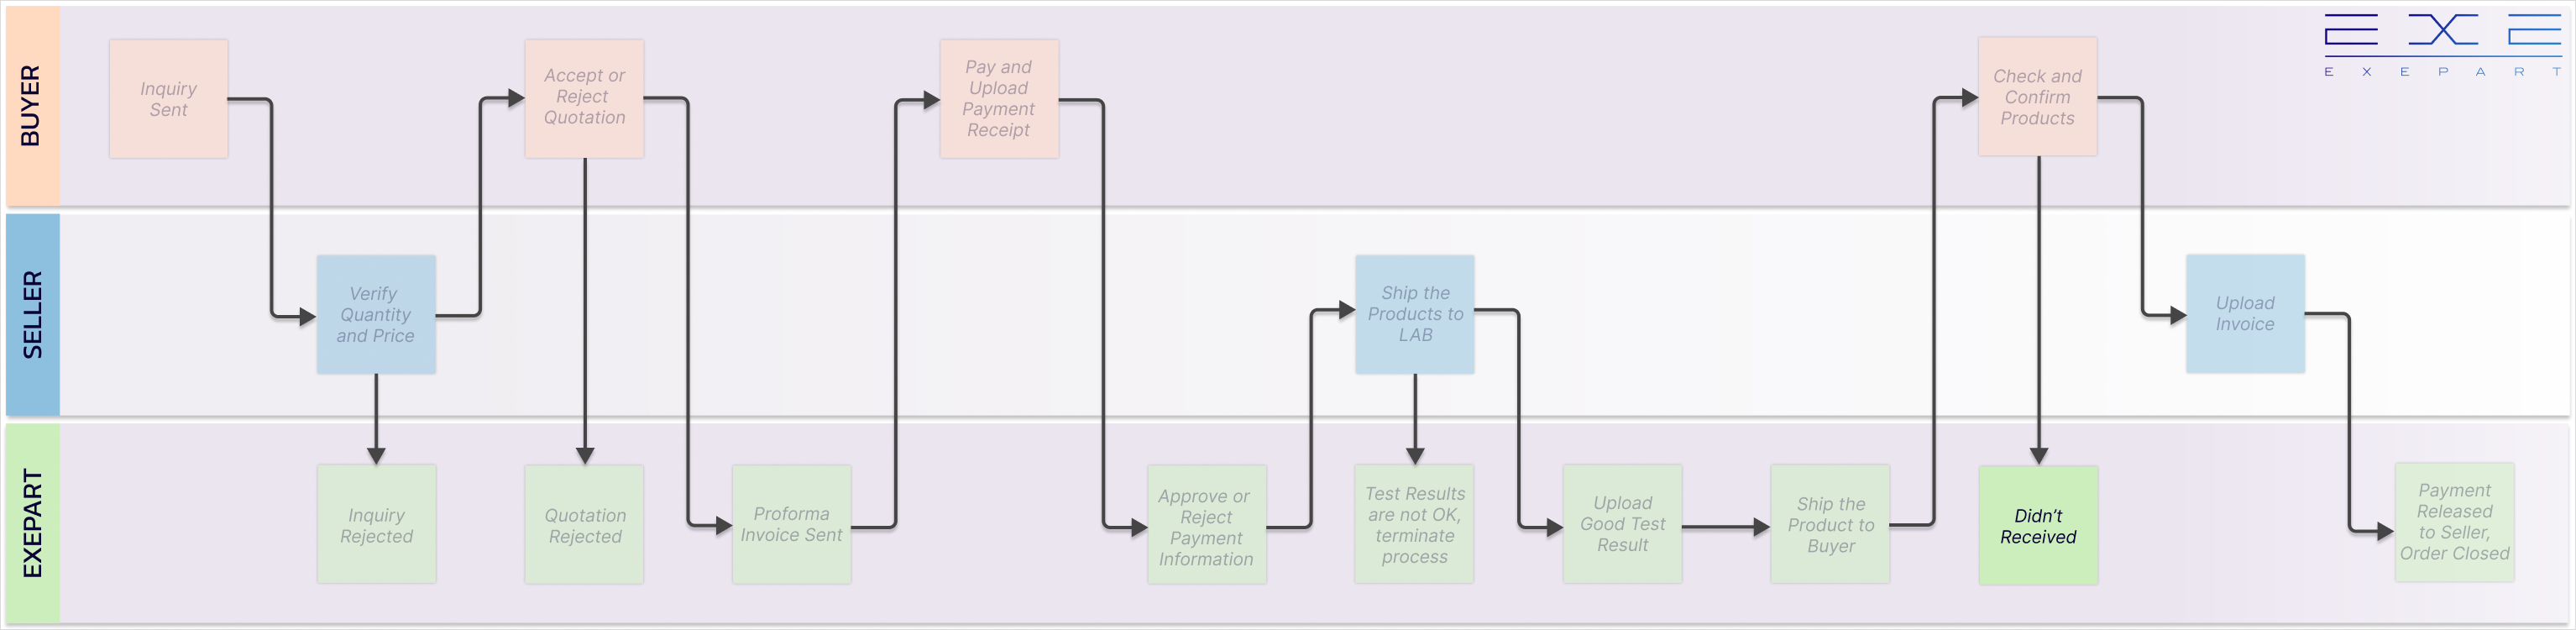 BUYER
Inquiry
Sent
Accept or
Reject
Quotation
Pay and
Upload
Payment
Receipt
Check and
Confirm
Products
EXE
EXEPART
SELLER
Verify
Quantity
and Price
Ship the
Products to
LAB
Upload
Invoice
EXEPART
Inquiry
Rejected
Quotation
Rejected
Proforma
Invoice Sent
Approve or
Reject
Payment
Information
Test Results
are not OK,
terminate
process
Upload
Good Test
Result
Ship the
Product to
Buyer
Didn't
Received
Payment
Released
to Seller,
Order Closed